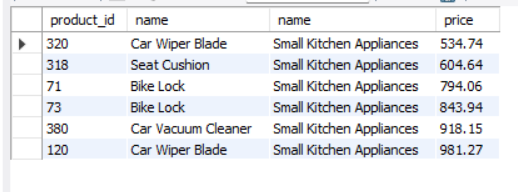 product_id name name price
320 Car Wiper Blade Small Kitchen Appliances 534.74
318 Seat Cushion Small Kitchen Appliances 604.64
71 Bike Lock Small Kitchen Appliances 794.06
73 Bike Lock Small Kitchen Appliances 843.94
380 Car Vacuum Cleaner Small Kitchen Appliances 918.15
120 Car Wiper Blade Small Kitchen Appliances 981.27